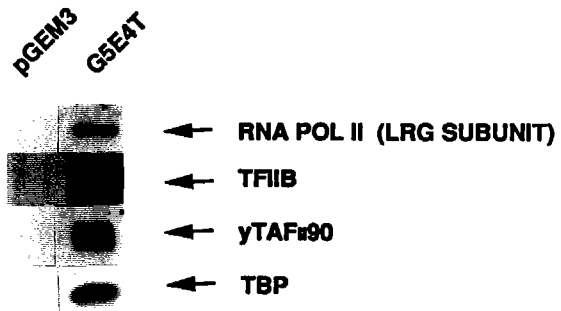 pGEM3 G5E4T
RNA POL II (LRG SUBUNIT)
TFIIB
yTAFII90
TBP